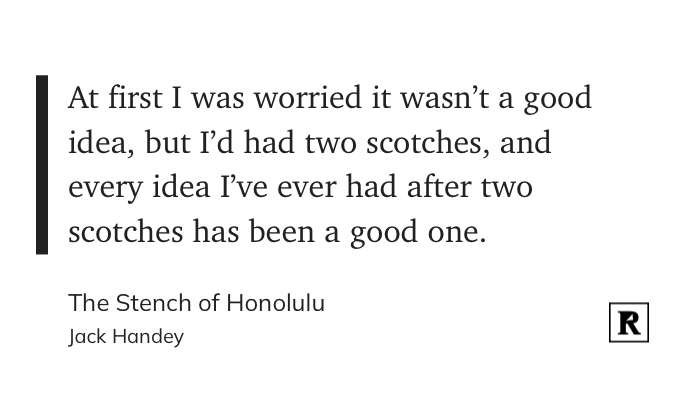 At first I was worried it wasn’t a good
idea, but I’d had two scotches, and
every idea I’ve ever had after two
scotches has been a good one.
The Stench of Honolulu
Jack Handey
R